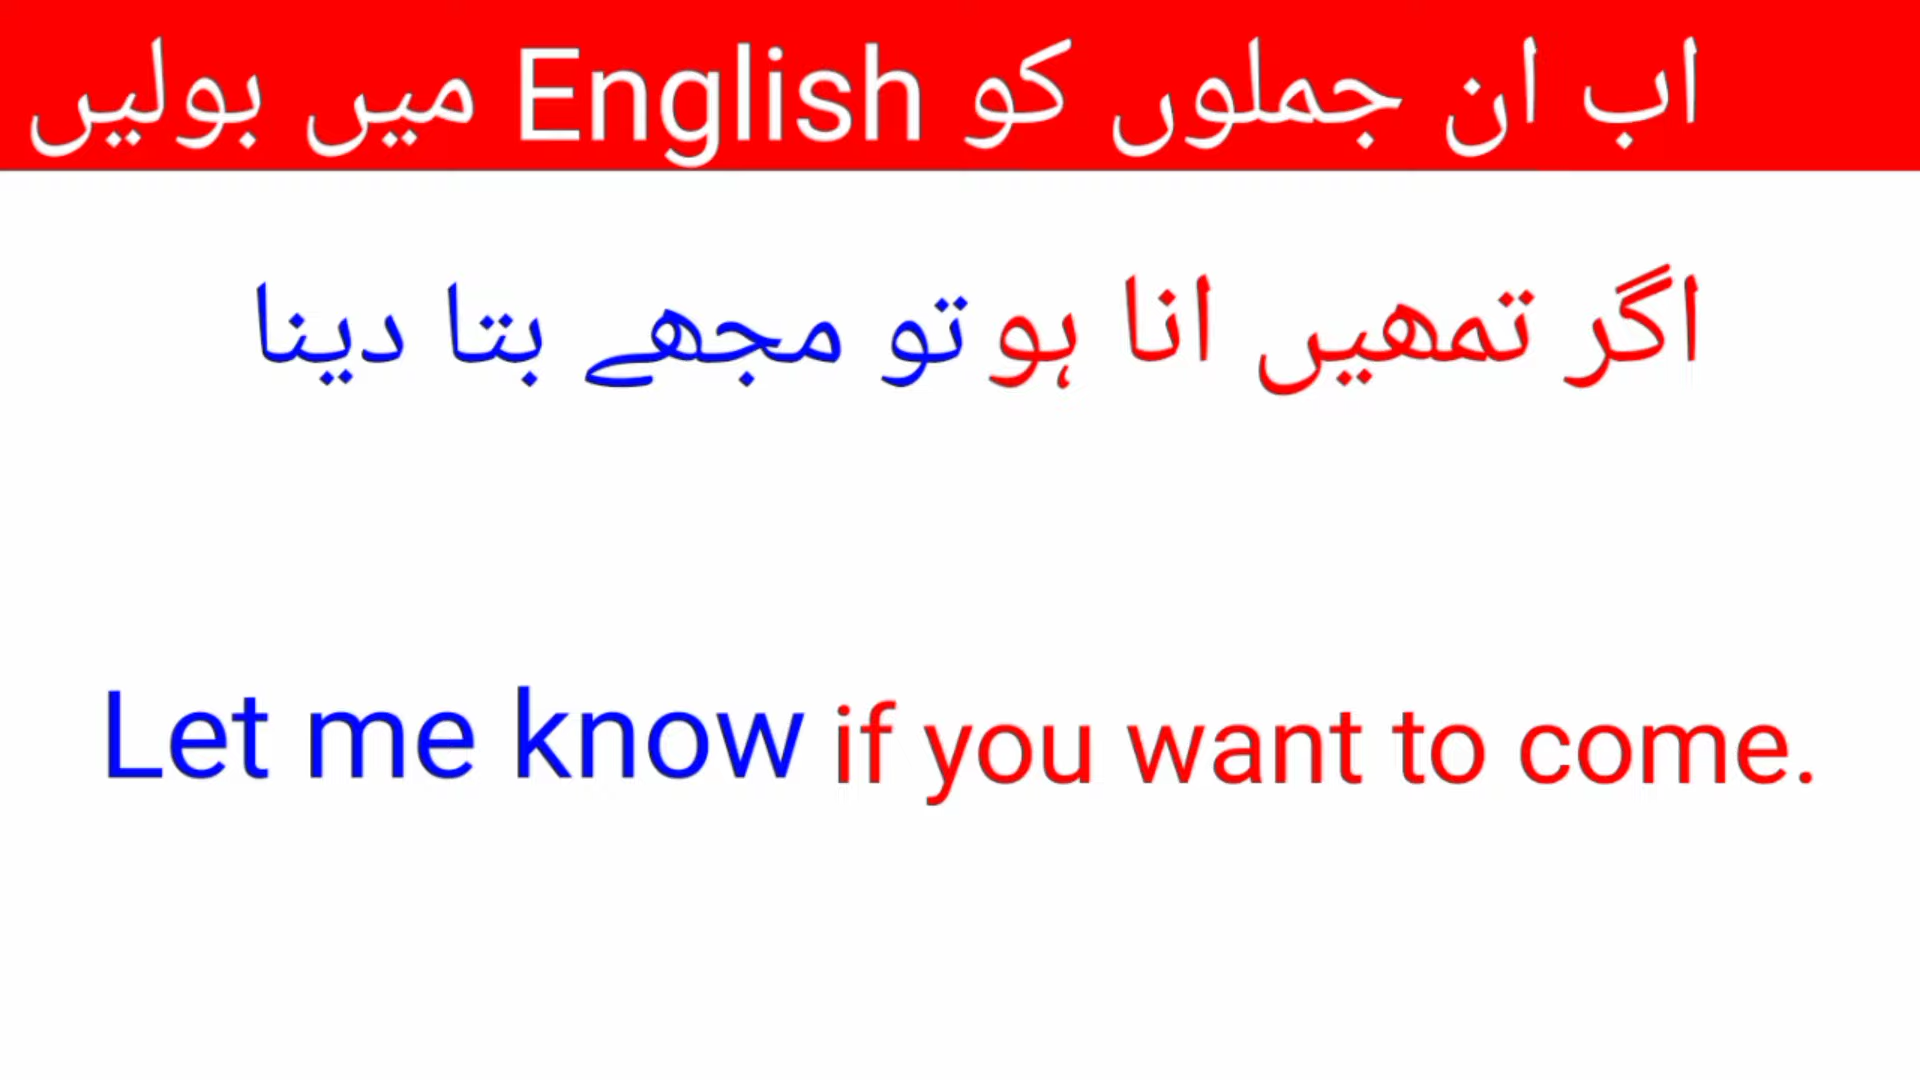 اب ان جملوں کو English میں بولیں
اگر تمھیں انا ہو تو مجھے بتا دینا
Let me know if you want to come.